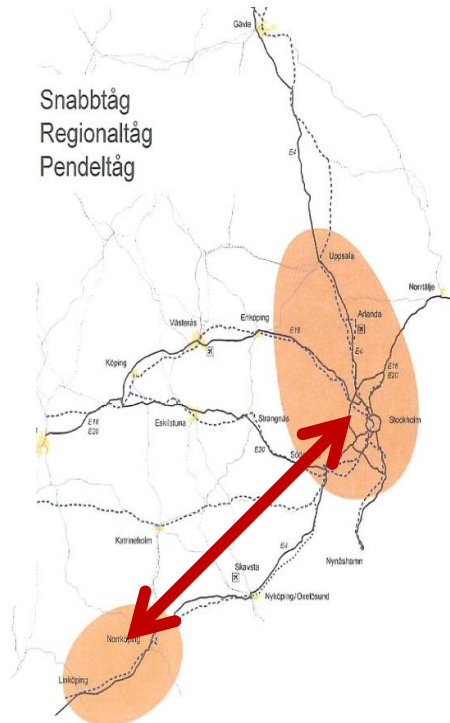 Gävle
Snabbtåg
Regionaltåg
Pendeltåg
E4
Uppsala
Norrtälje
Arlanda
Enköping
Västerås
E18
E4
Köping
E18
E20
Stockholm
Strängnäs
Eskilstuna
E18
E20
E20
Katrineholm
E4
Nynäshamn
Skavsta
Nyköping/Oxelösund
Norrköping
Linköping